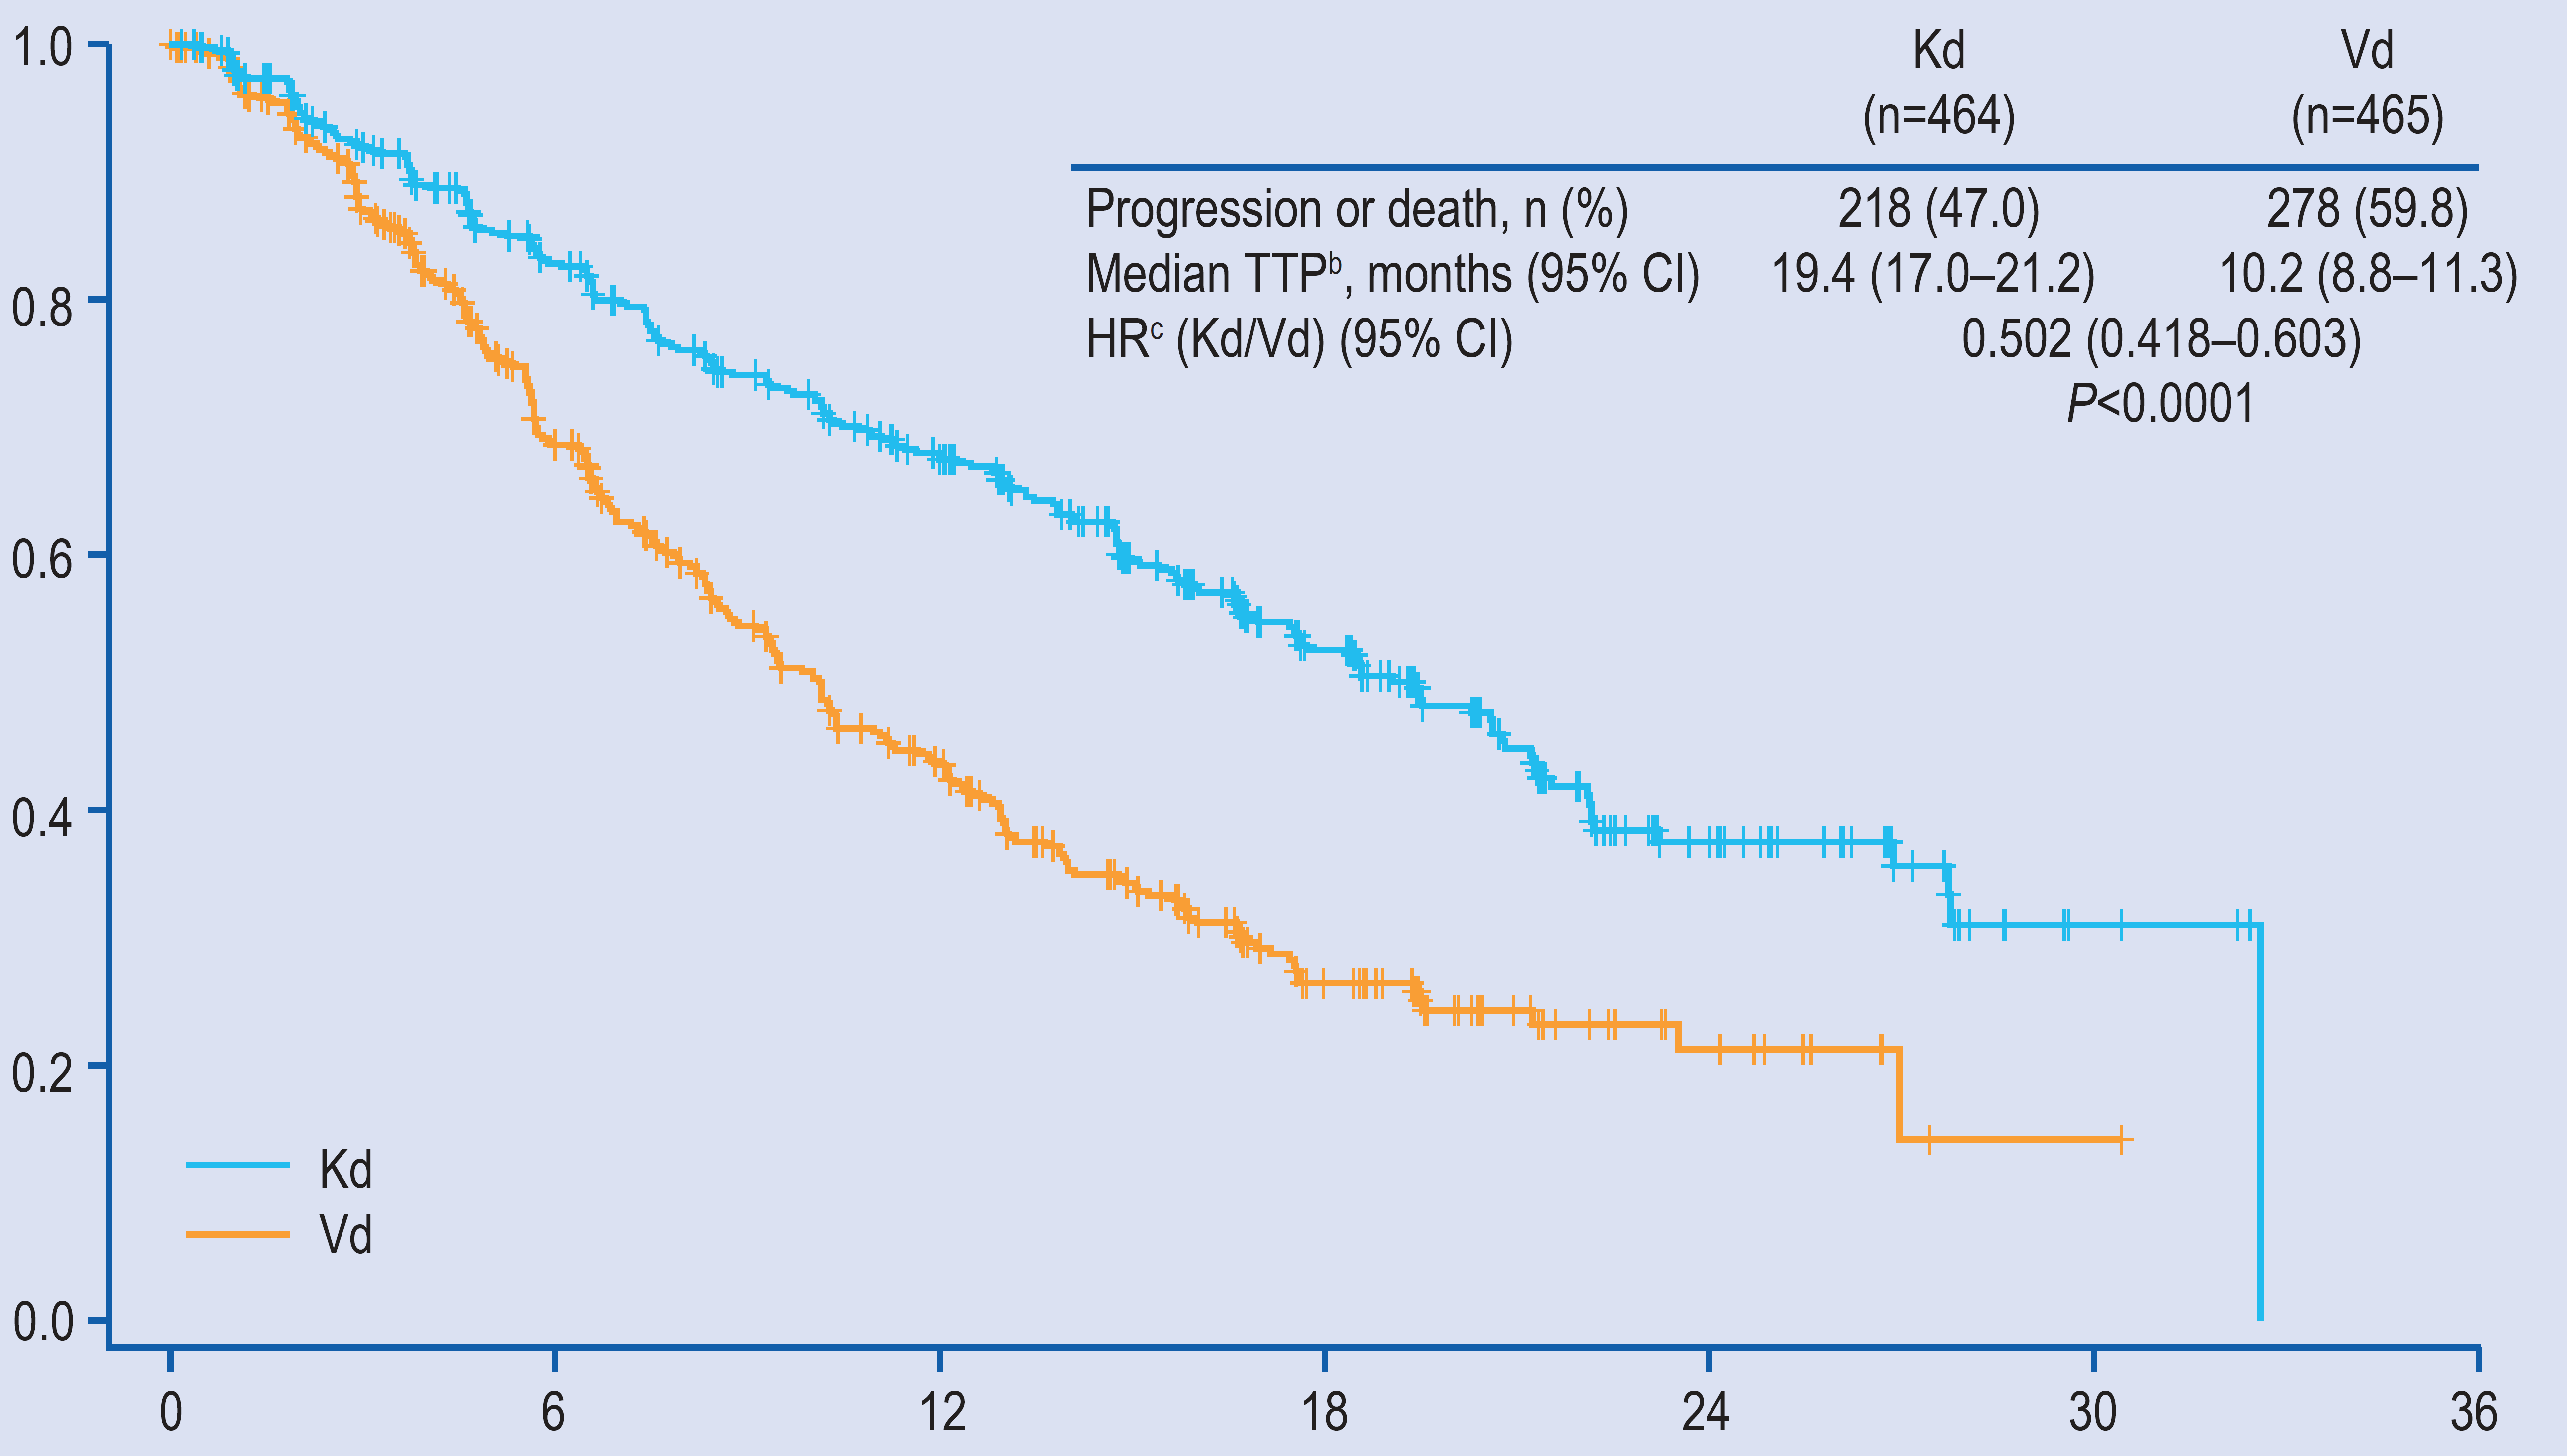 Kd Vd
(n=464) (n=465)
Progression or death, n (%) 218 (47.0) 278 (59.8)
Median TTPᵇ, months (95% CI) 19.4 (17.0–21.2) 10.2 (8.8–11.3)
HRᶜ (Kd/Vd) (95% CI) 0.502 (0.418–0.603)
P<0.0001
1.0
0.8
0.6
0.4
0.2
0.0
Kd
Vd
0 6 12 18 24 30 36